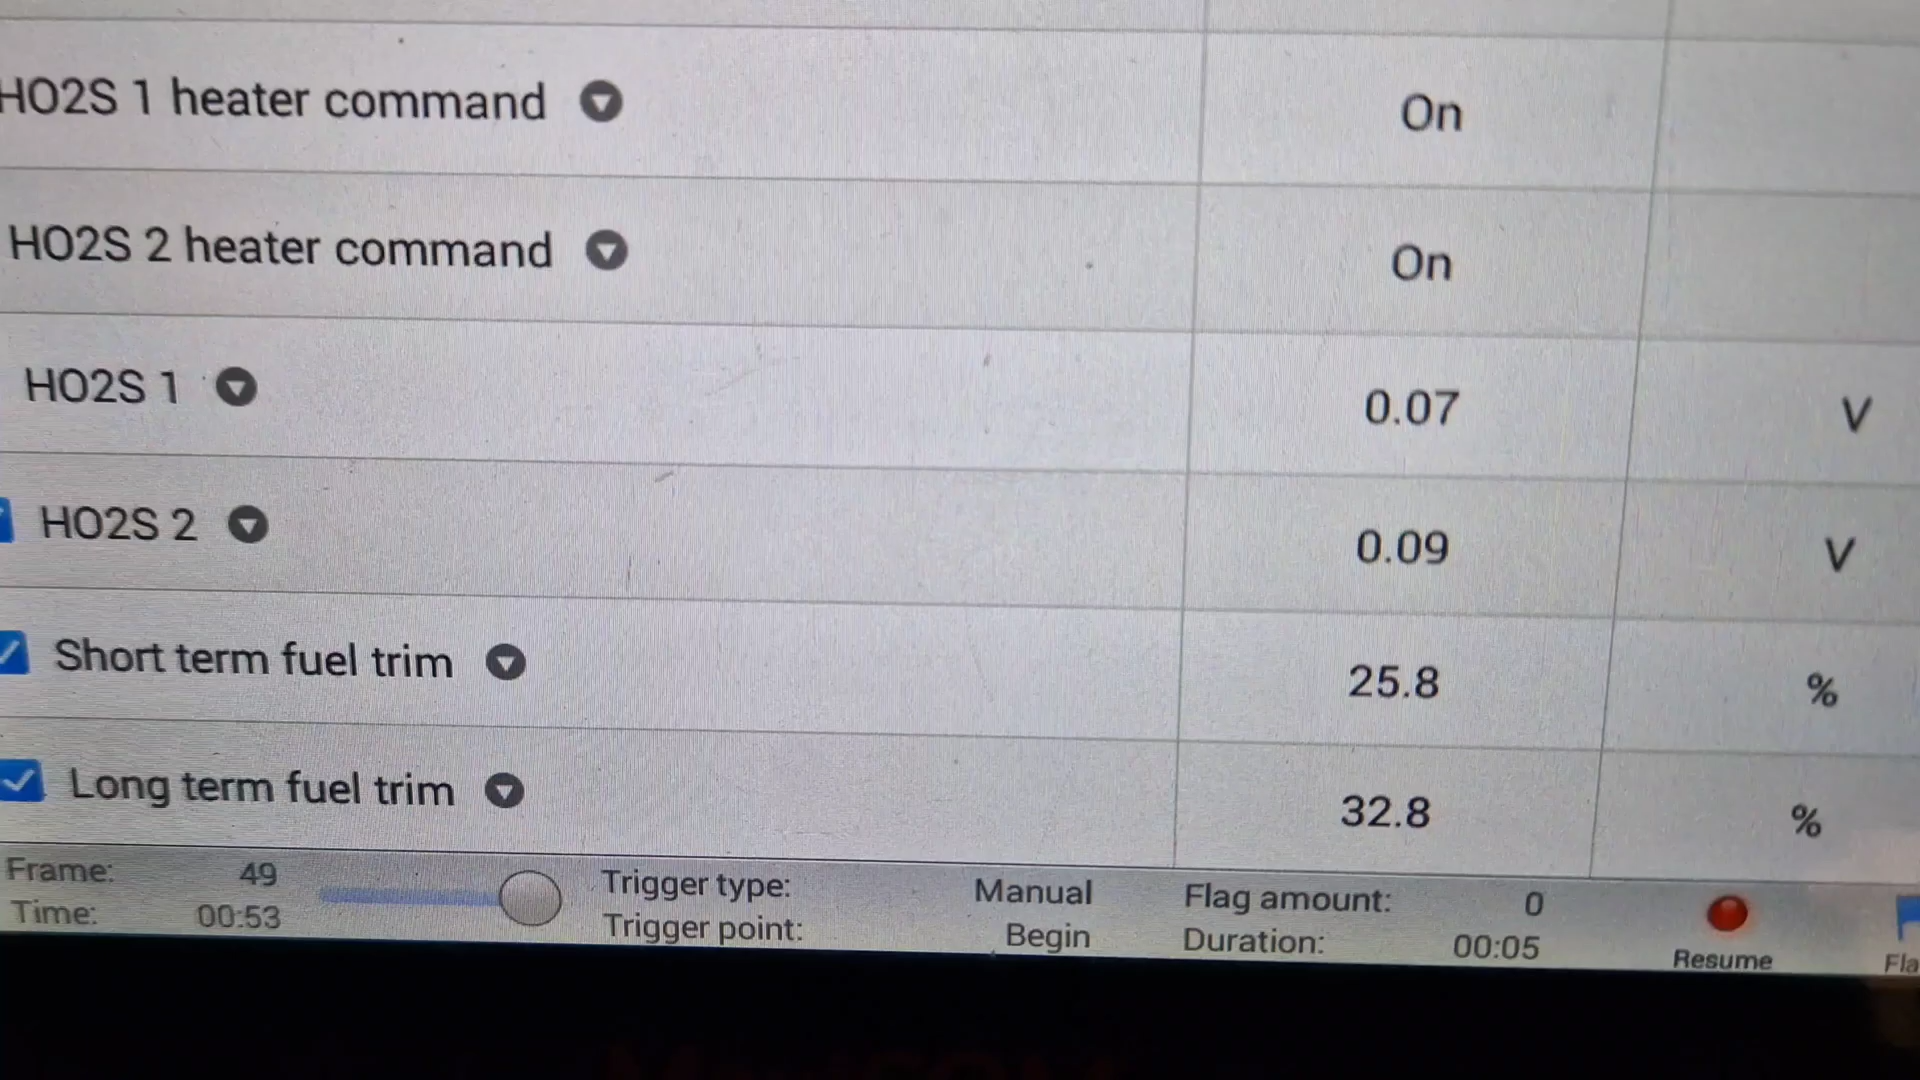 HO2S 1 heater command On
HO2S 2 heater command On
HO2S 1 0.07 V
HO2S 2 0.09 V
Short term fuel trim 25.8 %
Long term fuel trim 32.8 %
Frame: 49 Trigger type: Manual Flag amount: 0
Time: 00:53 Trigger point: Begin Duration: 00:05 Resume